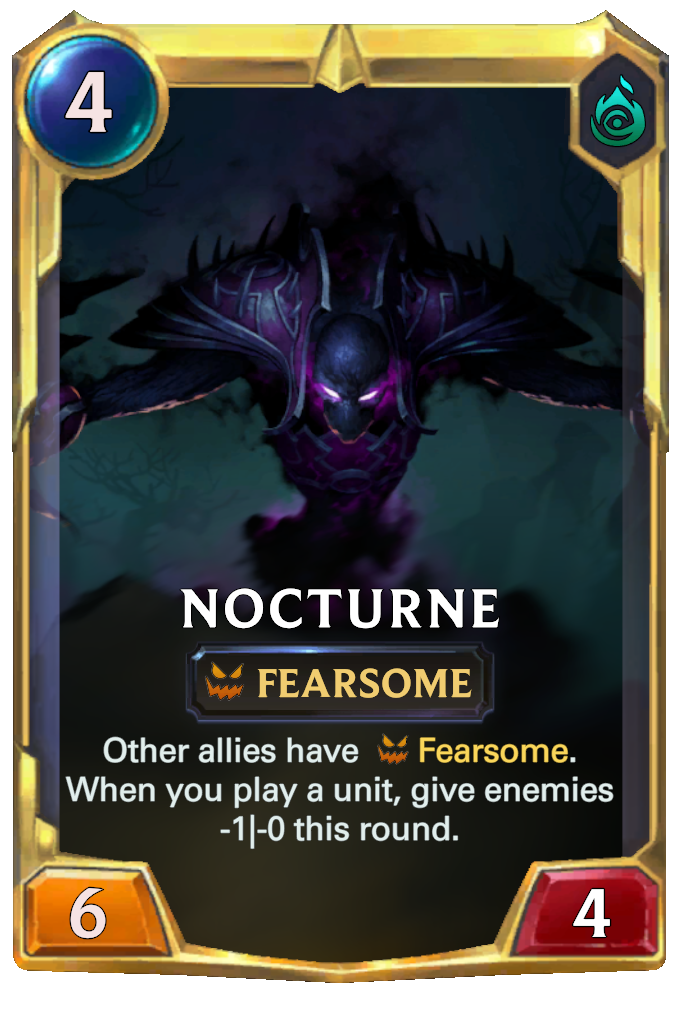 4
NOCTURNE
FEARSOME
Other allies have Fearsome.
When you play a unit, give enemies
-1|-0 this round.
6 4